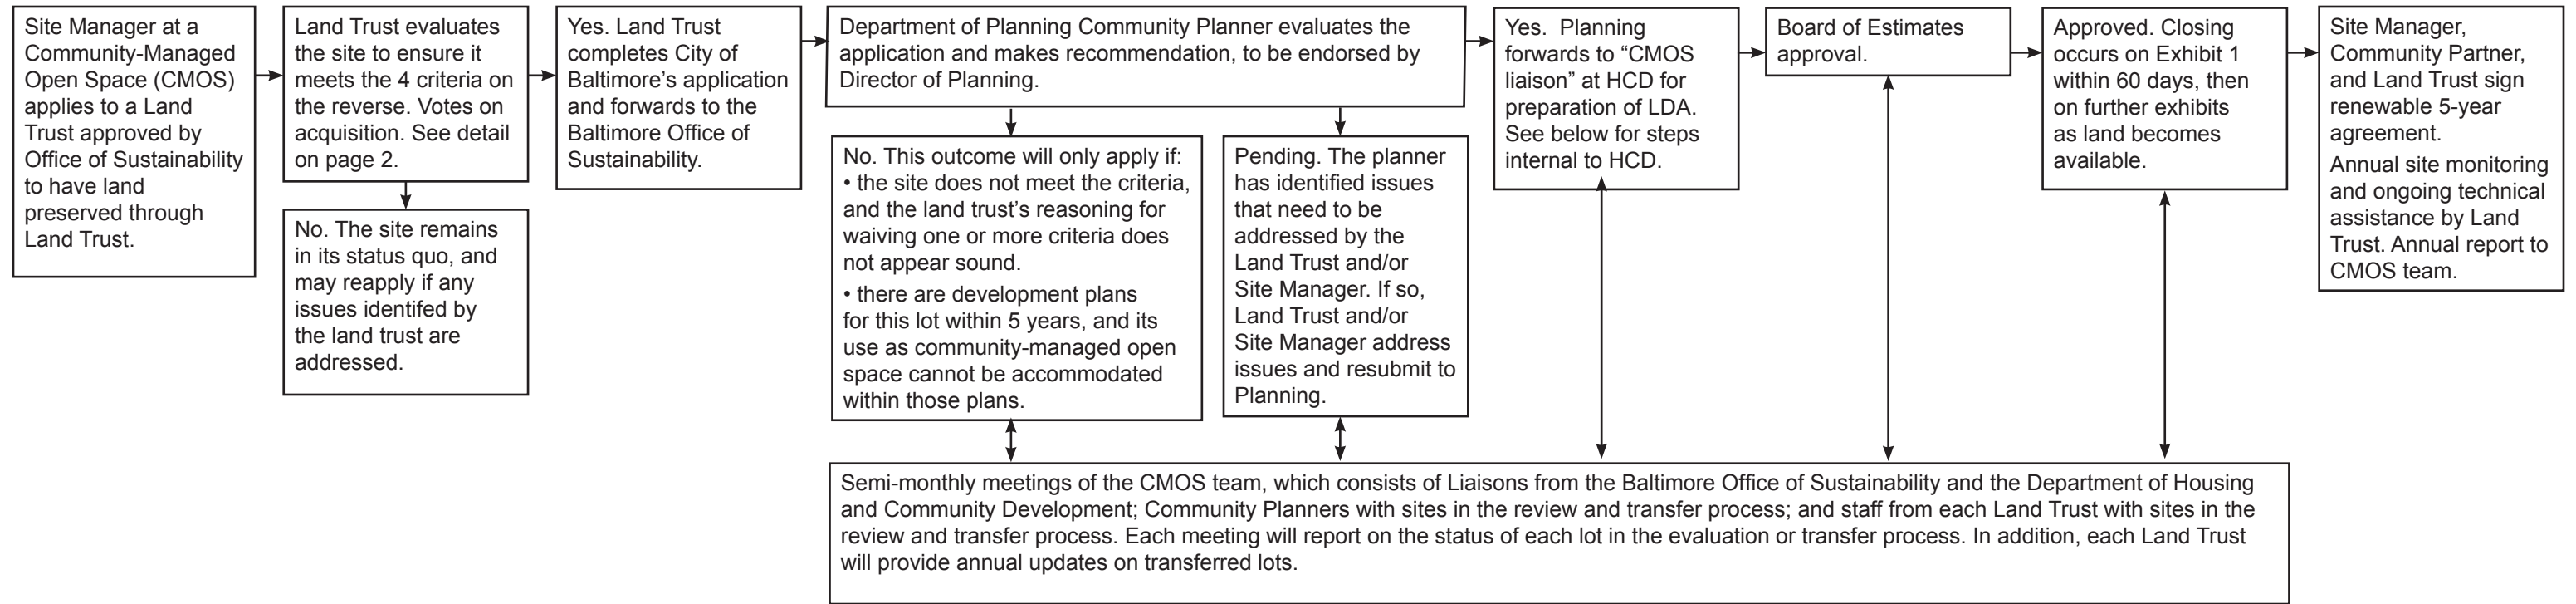 Site Manager at a
Community-Managed
Open Space (CMOS)
applies to a Land
Trust approved by
Office of Sustainability
to have land
preserved through
Land Trust.
Land Trust evaluates
the site to ensure it
meets the 4 criteria on
the reverse. Votes on
acquisition. See detail
on page 2.
No. The site remains
in its status quo, and
may reapply if any
issues identifed by
the land trust are
addressed.
Yes. Land Trust
completes City of
Baltimore's application
and forwards to the
Baltimore Office of
Sustainability.
Department of Planning Community Planner evaluates the
application and makes recommendation, to be endorsed by
Director of Planning.
No. This outcome will only apply if:
• the site does not meet the criteria,
and the land trust's reasoning for
waiving one or more criteria does
not appear sound.
• there are development plans
for this lot within 5 years, and its
use as community-managed open
space cannot be accommodated
within those plans.
Pending. The planner
has identified issues
that need to be
addressed by the
Land Trust and/or
Site Manager. If so,
Land Trust and/or
Site Manager address
issues and resubmit to
Planning.
Yes. Planning
forwards to “CMOS
liaison” at HCD for
preparation of LDA.
See below for steps
internal to HCD.
Board of Estimates
approval.
Approved. Closing
occurs on Exhibit 1
within 60 days, then
on further exhibits
as land becomes
available.
Site Manager,
Community Partner,
and Land Trust sign
renewable 5-year
agreement.
Annual site monitoring
and ongoing technical
assistance by Land
Trust. Annual report to
CMOS team.
Semi-monthly meetings of the CMOS team, which consists of Liaisons from the Baltimore Office of Sustainability and the Department of Housing
and Community Development; Community Planners with sites in the review and transfer process; and staff from each Land Trust with sites in the
review and transfer process. Each meeting will report on the status of each lot in the evaluation or transfer process. In addition, each Land Trust
will provide annual updates on transferred lots.